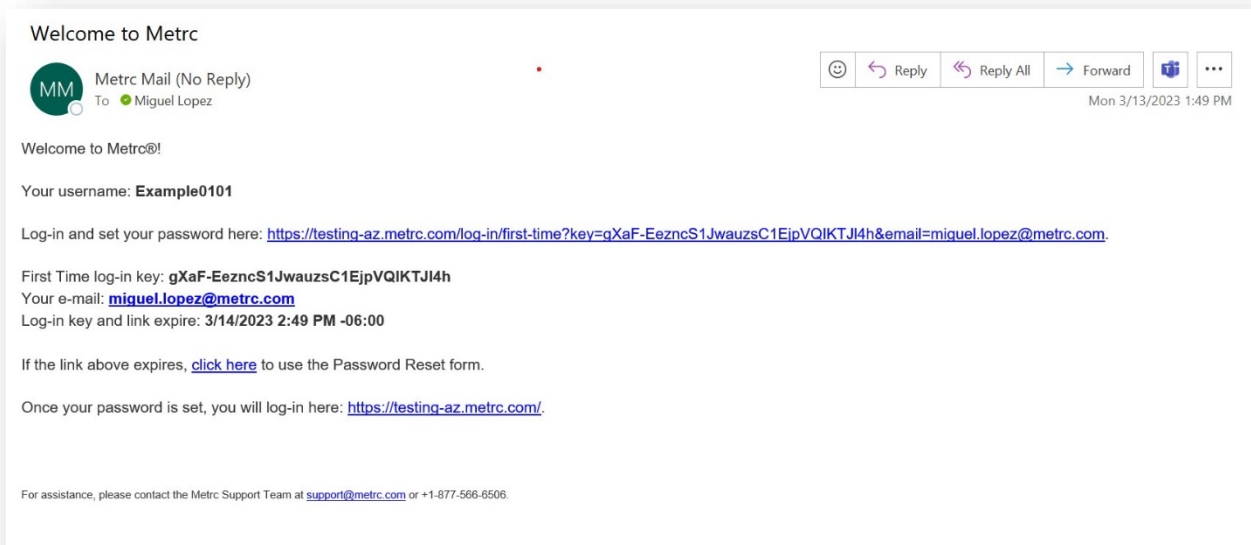 Welcome to Metrc
MM
Metrc Mail (No Reply)
To Miguel Lopez
Reply
Reply All
Forward
Mon 3/13/2023 1:49 PM
Welcome to Metrc®!
Your username: Example0101
Log-in and set your password here: https://testing-az.metrc.com/log-in/first-time?key=gXaF-EezncS1JwauzsC1EjpVQIKTJI4h&email=miguel.lopez@metrc.com.
First Time log-in key: gXaF-EezncS1JwauzsC1EjpVQIKTJI4h
Your e-mail: miguel.lopez@metrc.com
Log-in key and link expire: 3/14/2023 2:49 PM -06:00
If the link above expires, click here to use the Password Reset form.
Once your password is set, you will log-in here: https://testing-az.metrc.com/.
For assistance, please contact the Metrc Support Team at support@metrc.com or +1-877-566-6506.